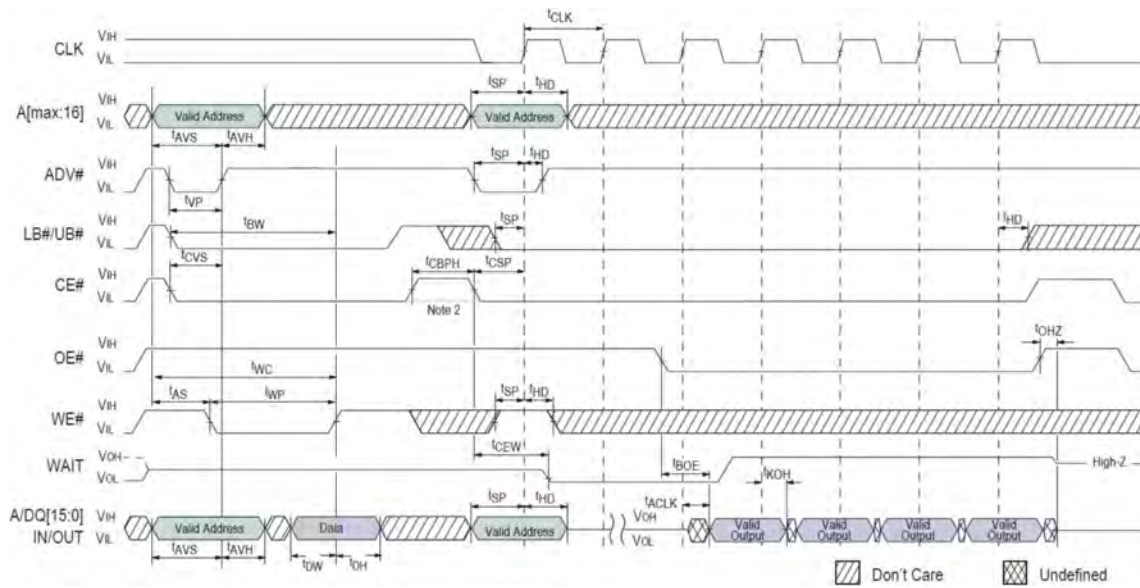 tCLK
CLK VIH
VIL
tSP tHD
A[max:16] VIH
VIL
Valid Address Valid Address
tAVS tAVH
tSP tHD
ADV# VIH
VIL
tVP
tBW tSP tHD
LB#/UB# VIH
VIL
tCVS tCBPH tCSP
CE# VIH
VIL
Note 2
tOHZ
OE# VIH
VIL
tWC
tAS tWP tSP tHD
WE# VIH
VIL
tCEW
WAIT VOH
VOL
High-Z
tBOE tKOH
tACLK
tSP tHD
A/DQ[15:0] VIH
IN/OUT VIL
Valid Address Data Valid Address
VOH
VOL
Valid Output Valid Output Valid Output Valid Output
tAVS tAVH
tDW tDH
Don't Care Undefined